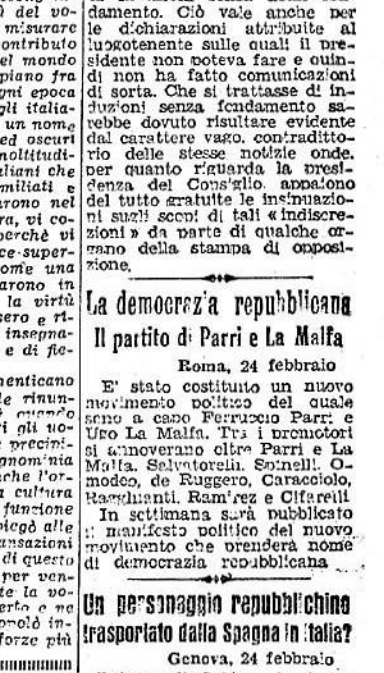 di del vo-
misurare
contributo
el mondo
piano fra
gni epoca
gli italia-
un nome
ed oscuri
moltitudi-
aliani che
miliati e
arono nel
ra, vi co-
perchè vi
ce super-
ome una
arono in
la virtù
sero e ri-
insegna-
e di fie-
nenticano
le rinun-
quando
i gli uo-
precipi-
gnominia
che l'or-
a cultura
funzione
piegò alle
ansazioni
di questo
per ven-
te la vo-
erto e ne
forze più
damento. Ciò vale anche per
le dichiarazioni attribuite al
luogotenente sulle quali il pre-
sidente non poteva fare e quin-
di non ha fatto comunicazioni
di sorta. Che si trattasse di in-
duzioni senza fondamento sa-
rebbe dovuto risultare evidente
dal carattere vago, contraddit-
torio delle stesse notizie onde,
per quanto riguarda la presi-
denza del Consiglio, appaiono
del tutto gratuite le insinuazio-
ni sugli scopi di tali « indiscre-
zioni » da parte di qualche or-
gano della stampa di opposi-
zione.
La democrazia repubblicana
Il partito di Parri e La Malfa
Roma, 24 febbraio
E' stato costituito un nuovo
movimento politico del quale
sono a capo Ferruccio Parri e
Ugo La Malfa. Tra i promotori
si annoverano oltre Parri e La
Malfa, Salvatorelli, Spinelli, O-
modeo, de Ruggero, Caracciolo,
Ragghianti, Ramirez e Cifarelli
In settimana sarà pubblicato
il manifesto politico del nuovo
movimento che prenderà nome
di democrazia repubblicana
Un personaggio repubblichino
trasportato dalla Spagna in Italia?
Genova, 24 febbraio